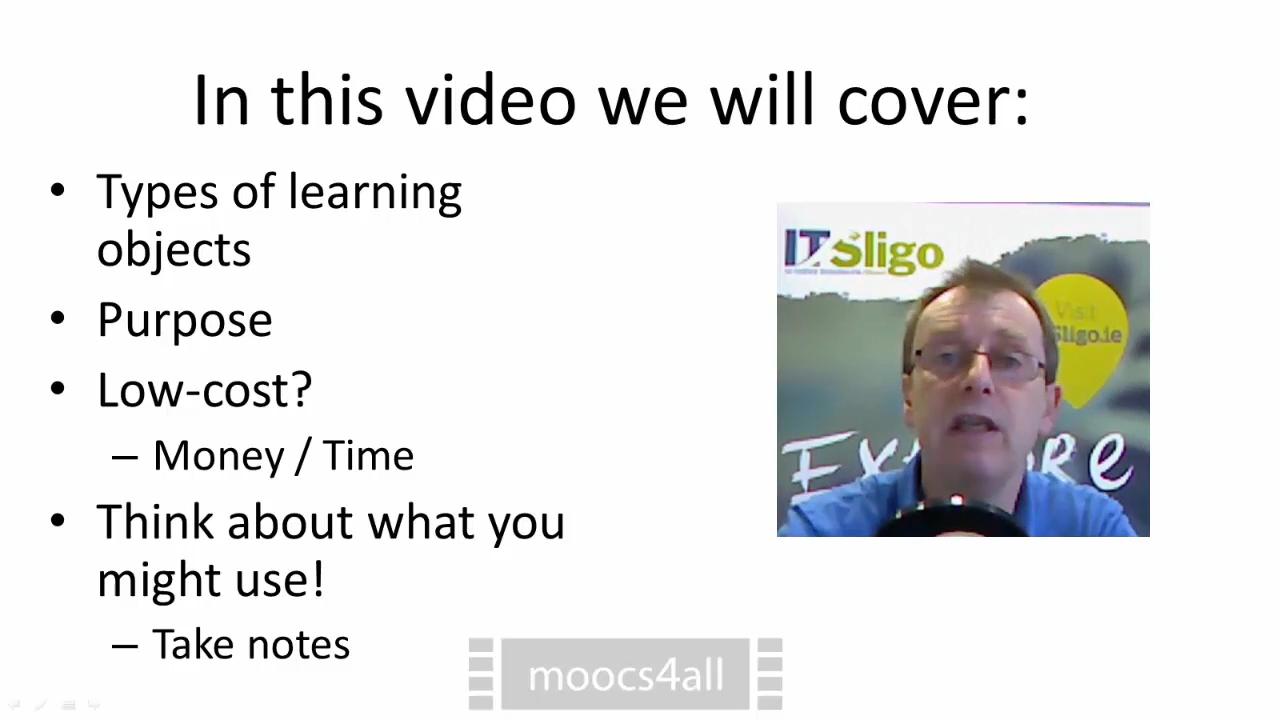 In this video we will cover:
• Types of learning
objects
• Purpose
• Low-cost?
– Money / Time
• Think about what you
might use!
– Take notes
IT Sligo
Visit
Sligo.ie
moocs4all